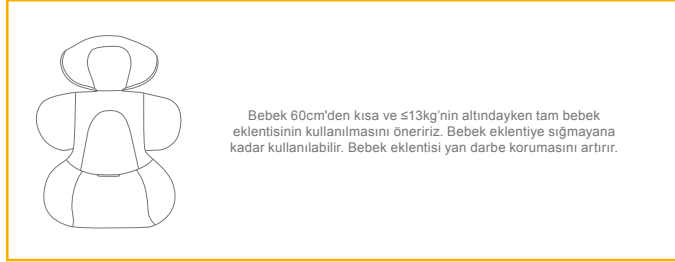 Bebek 60cm'den kısa ve ≤13kg'nin altındayken tam bebek
eklentisinin kullanılmasını öneririz. Bebek eklentiye sığmayana
kadar kullanılabilir. Bebek eklentisi yan darbe korumasını artırır.